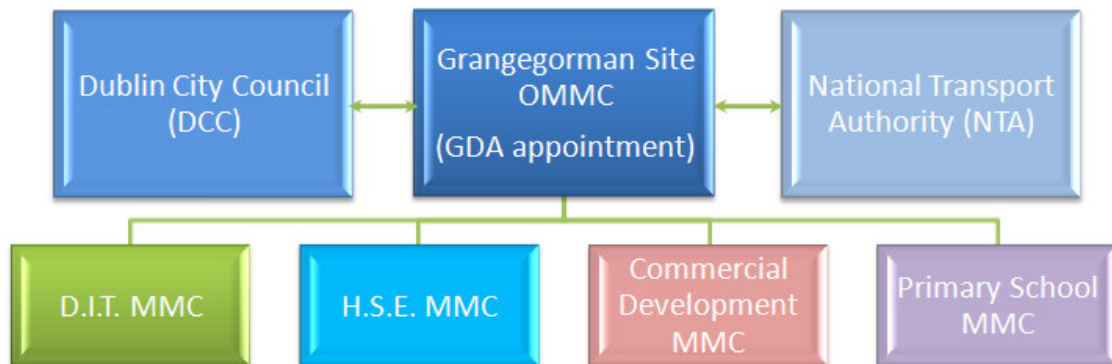 Dublin City Council
(DCC)
Grangegorman Site
OMMC
(GDA appointment)
National Transport
Authority (NTA)
D.I.T. MMC
H.S.E. MMC
Commercial
Development
MMC
Primary School
MMC